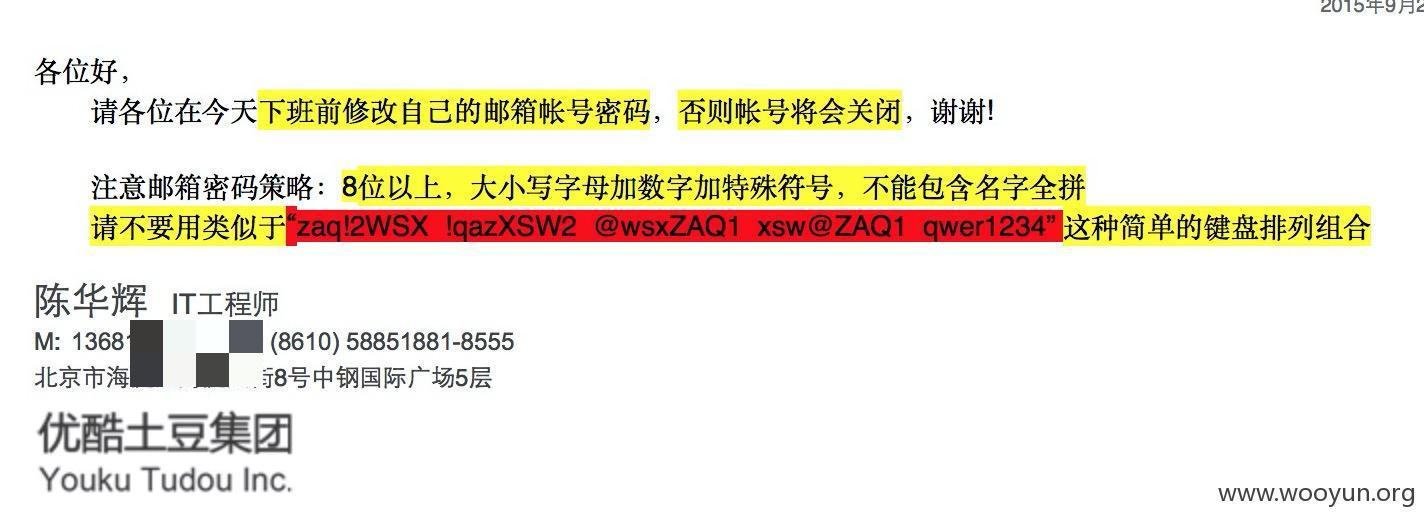 2015年9月2
各位好，
请各位在今天下班前修改自己的邮箱帐号密码，否则帐号将会关闭，谢谢!
注意邮箱密码策略：8位以上，大小写字母加数字加特殊符号，不能包含名字全拼
请不要用类似于“zaq!2WSX !qazXSW2 @wsxZAQ1 xsw@ZAQ1 qwer1234”这种简单的键盘排列组合
陈华辉 IT工程师
M: 13681 (8610) 58851881-8555
北京市海 街8号中钢国际广场5层
优酷土豆集团
Youku Tudou Inc.
www.wooyun.org